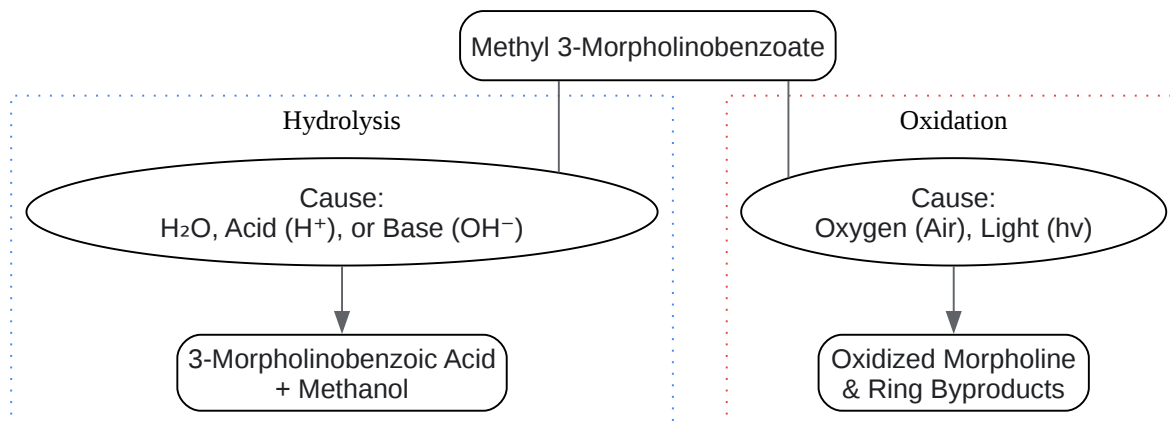 Methyl 3-Morpholinobenzoate
Hydrolysis
Cause:
H₂O, Acid (H⁺), or Base (OH⁻)
3-Morpholinobenzoic Acid
+ Methanol
Oxidation
Cause:
Oxygen (Air), Light (hv)
Oxidized Morpholine
& Ring Byproducts